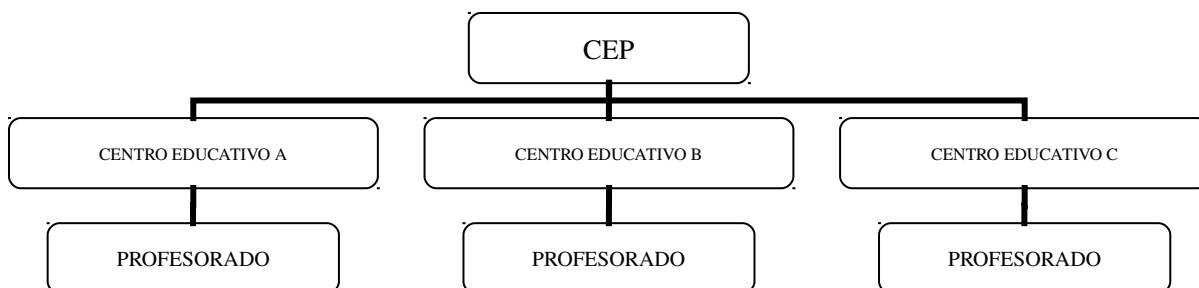 CEP
CENTRO EDUCATIVO A
CENTRO EDUCATIVO B
CENTRO EDUCATIVO C
PROFESORADO
PROFESORADO
PROFESORADO